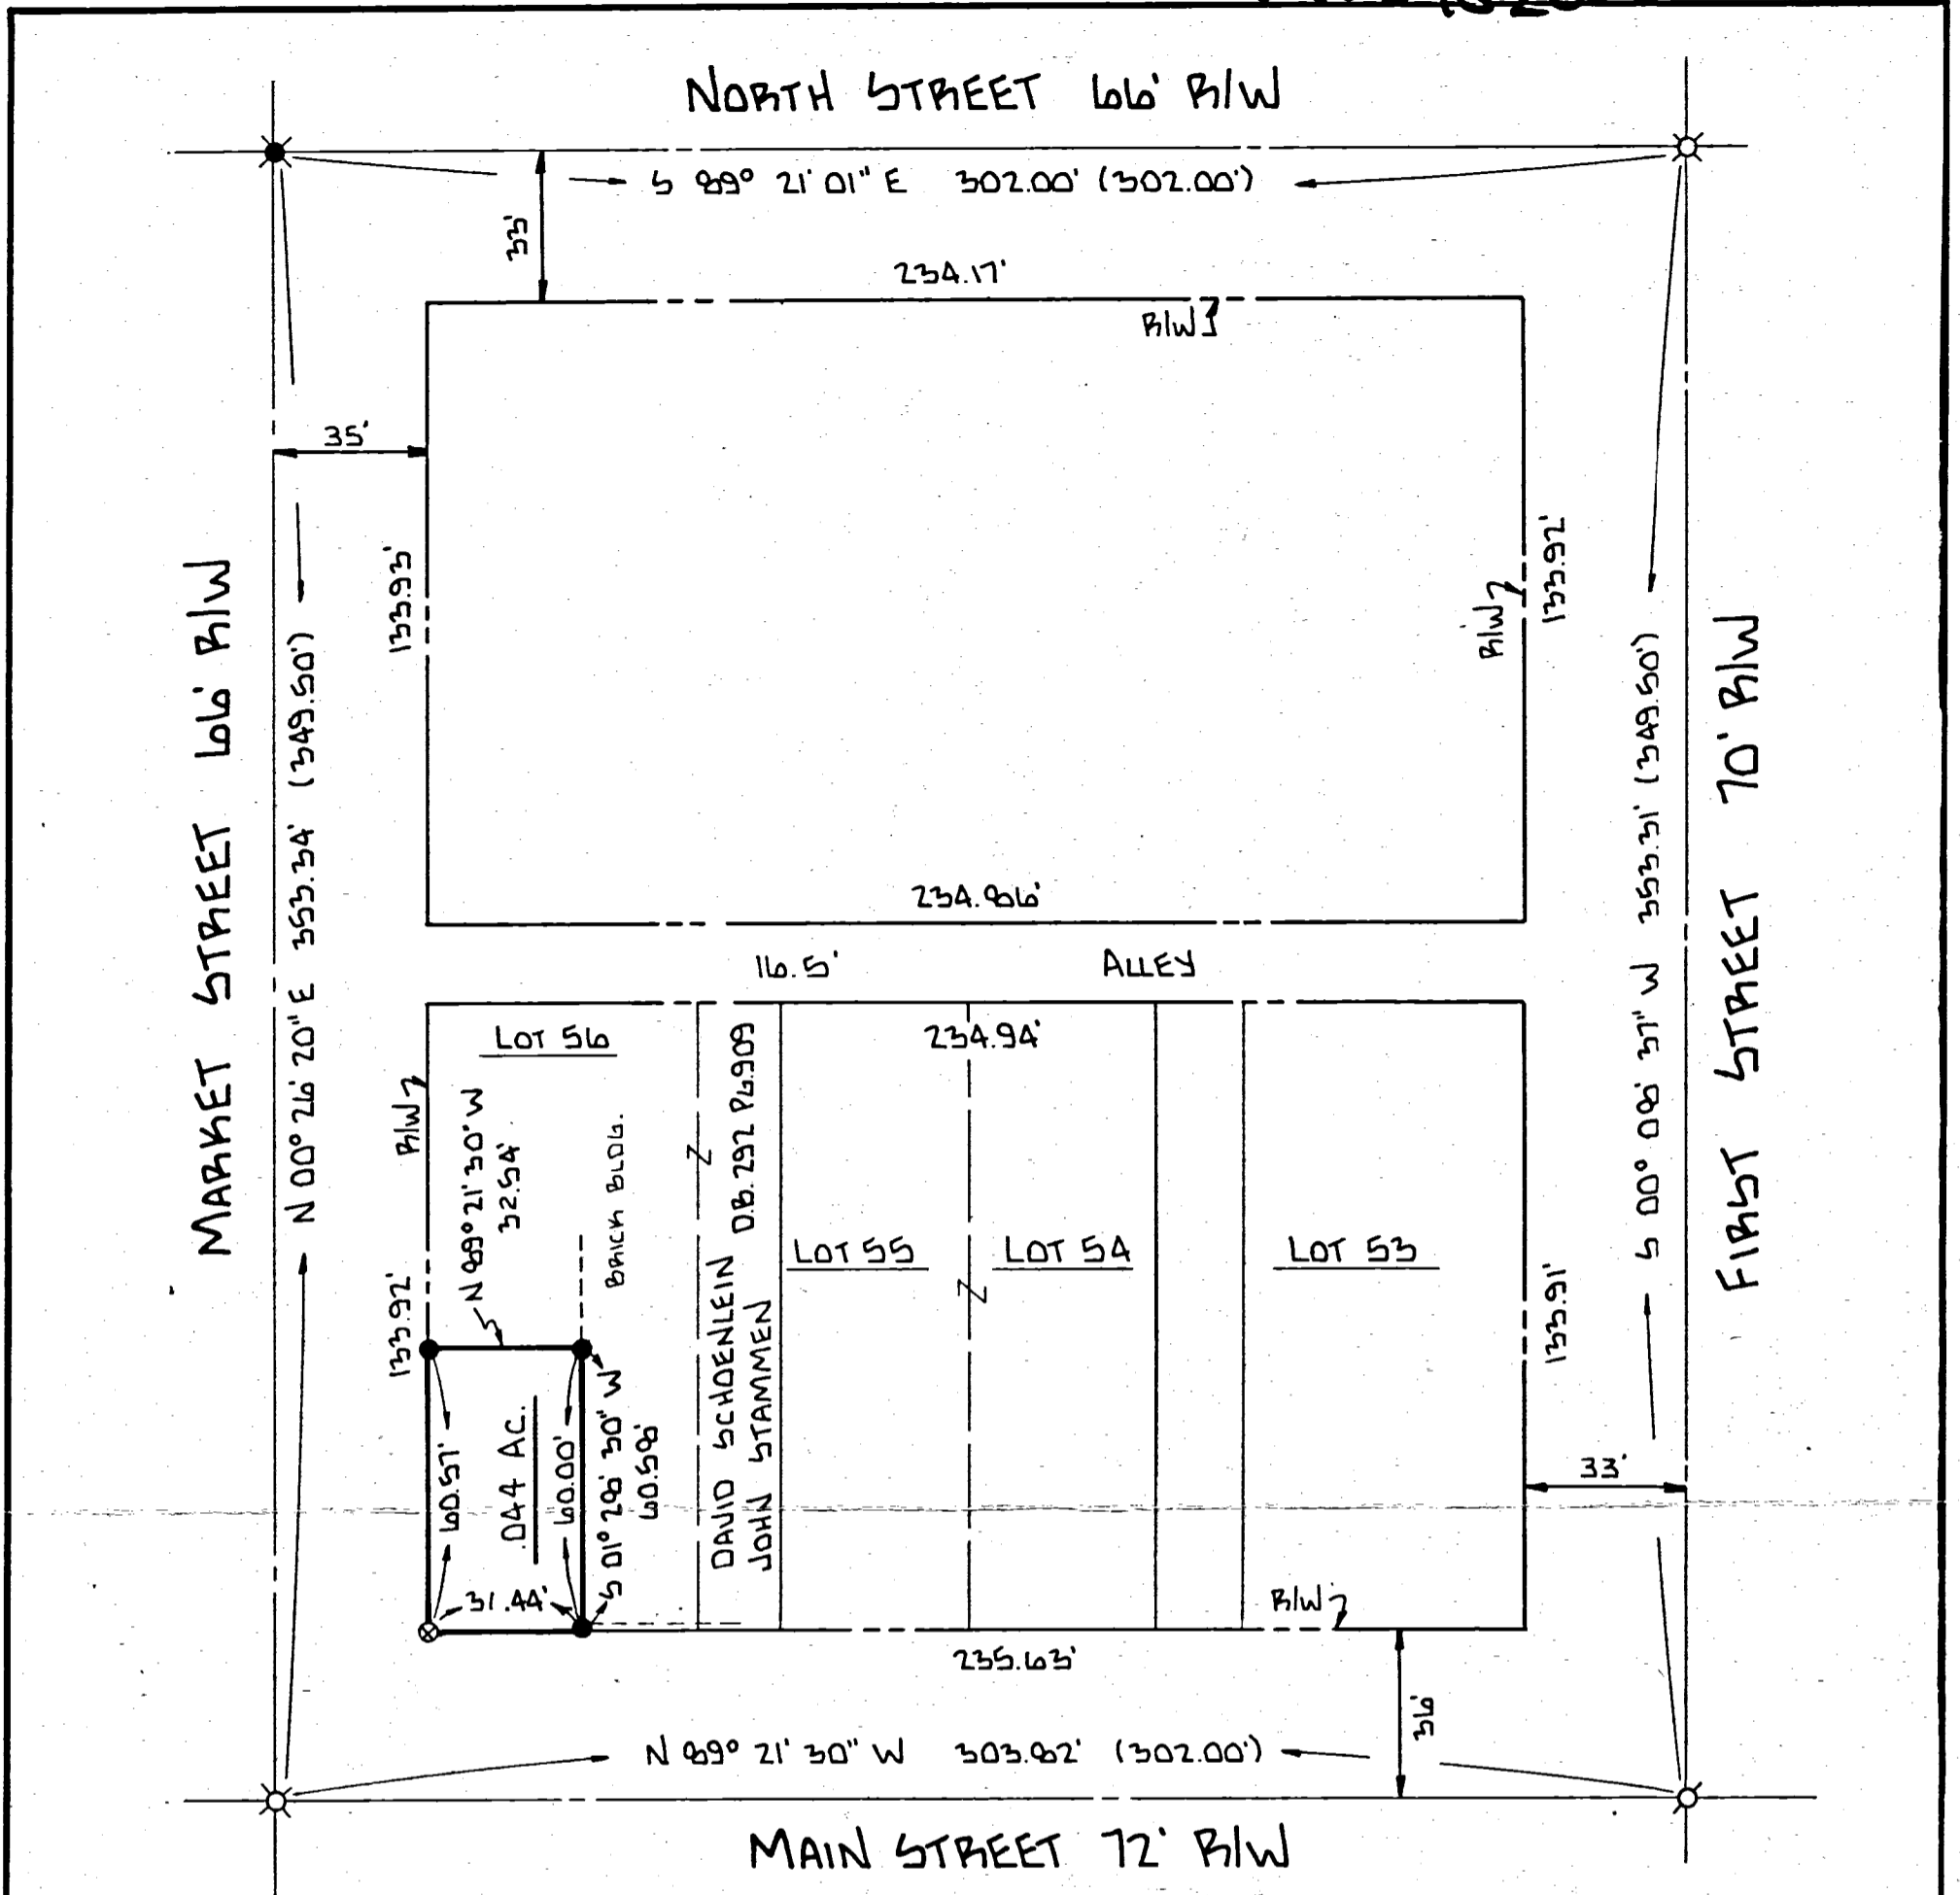 NORTH STREET 66' R/W
S 89° 21' 01" E 302.00' (302.00')
33'
234.17'
R/W
35'
133.93'
R/W
133.92'
MARKET STREET 66' R/W
N 00° 26' 20" E 353.34' (349.50')
S 00° 08' 37" W 353.31' (349.50')
FIRST STREET 70' R/W
234.86'
16.5' ALLEY
LOT 56
234.94'
R/W
N 89° 21' 30" W
32.54'
BRICK BLDG.
DAVID SCHOENLEIN D.B. 292 PG. 909
JOHN STAMMEN
LOT 55
LOT 54
LOT 53
133.92'
133.91'
60.57'
.044 AC.
60.00'
S 01° 28' 30" W
60.58'
31.44'
33'
R/W
235.63'
36'
N 89° 21' 30" W 303.82' (302.00')
MAIN STREET 72' R/W